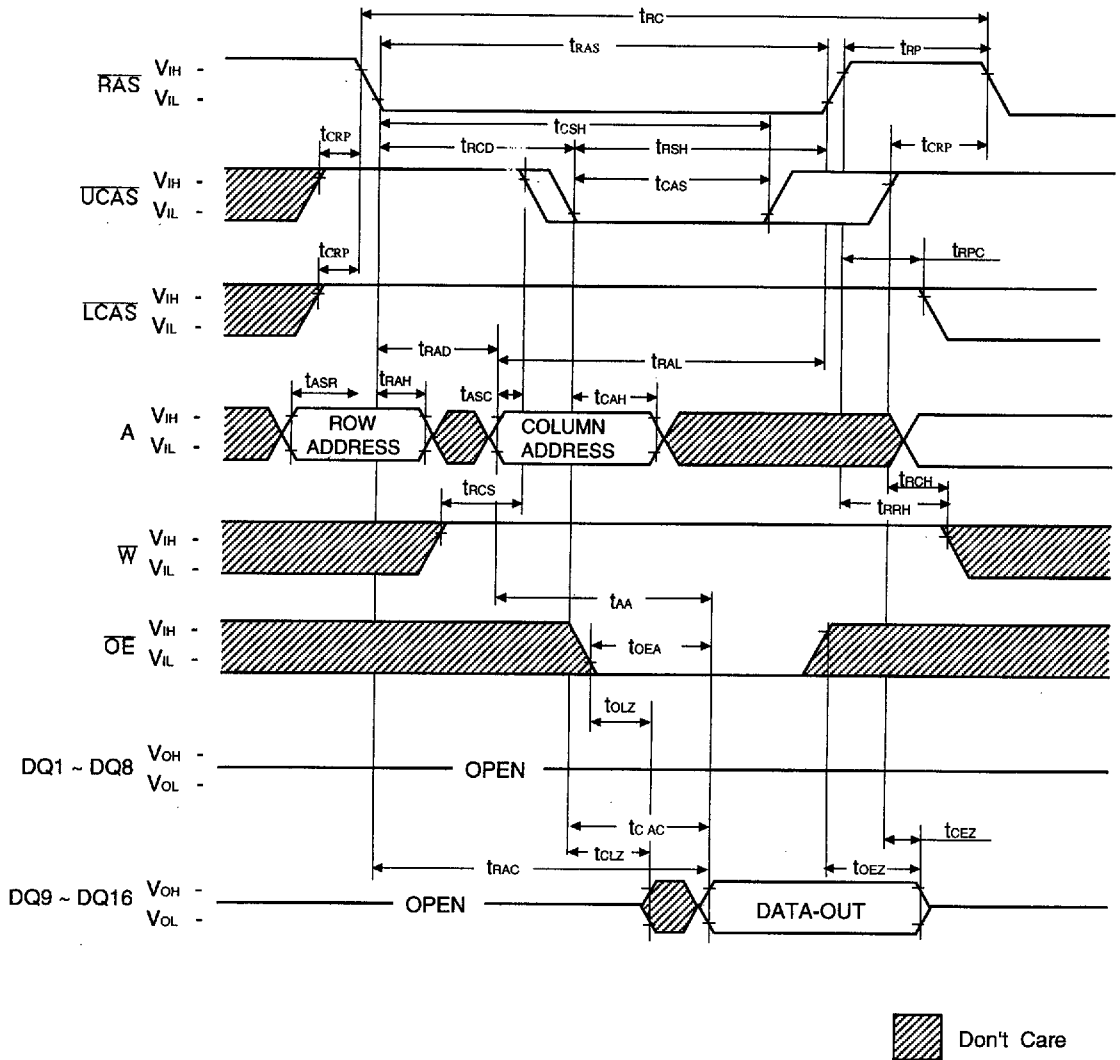 tRC
tRAS
tRP
RAS
VIH -
VIL -
tCSH
tCRP
tRCD
tRSH
tCRP
UCAS
VIH -
VIL -
tCAS
tCRP
tRPC
LCAS
VIH -
VIL -
tRAD
tRAL
tASR
tRAH
tASC
tCAH
A
VIH -
VIL -
ROW
ADDRESS
COLUMN
ADDRESS
tRCS
tRCH
tRRH
W
VIH -
VIL -
tAA
OE
VIH -
VIL -
tOEA
tOLZ
DQ1 ~ DQ8
VOH -
VOL -
OPEN
tCAC
tCEZ
tCLZ
tRAC
tOEZ
DQ9 ~ DQ16
VOH -
VOL -
OPEN
DATA-OUT
Don't Care